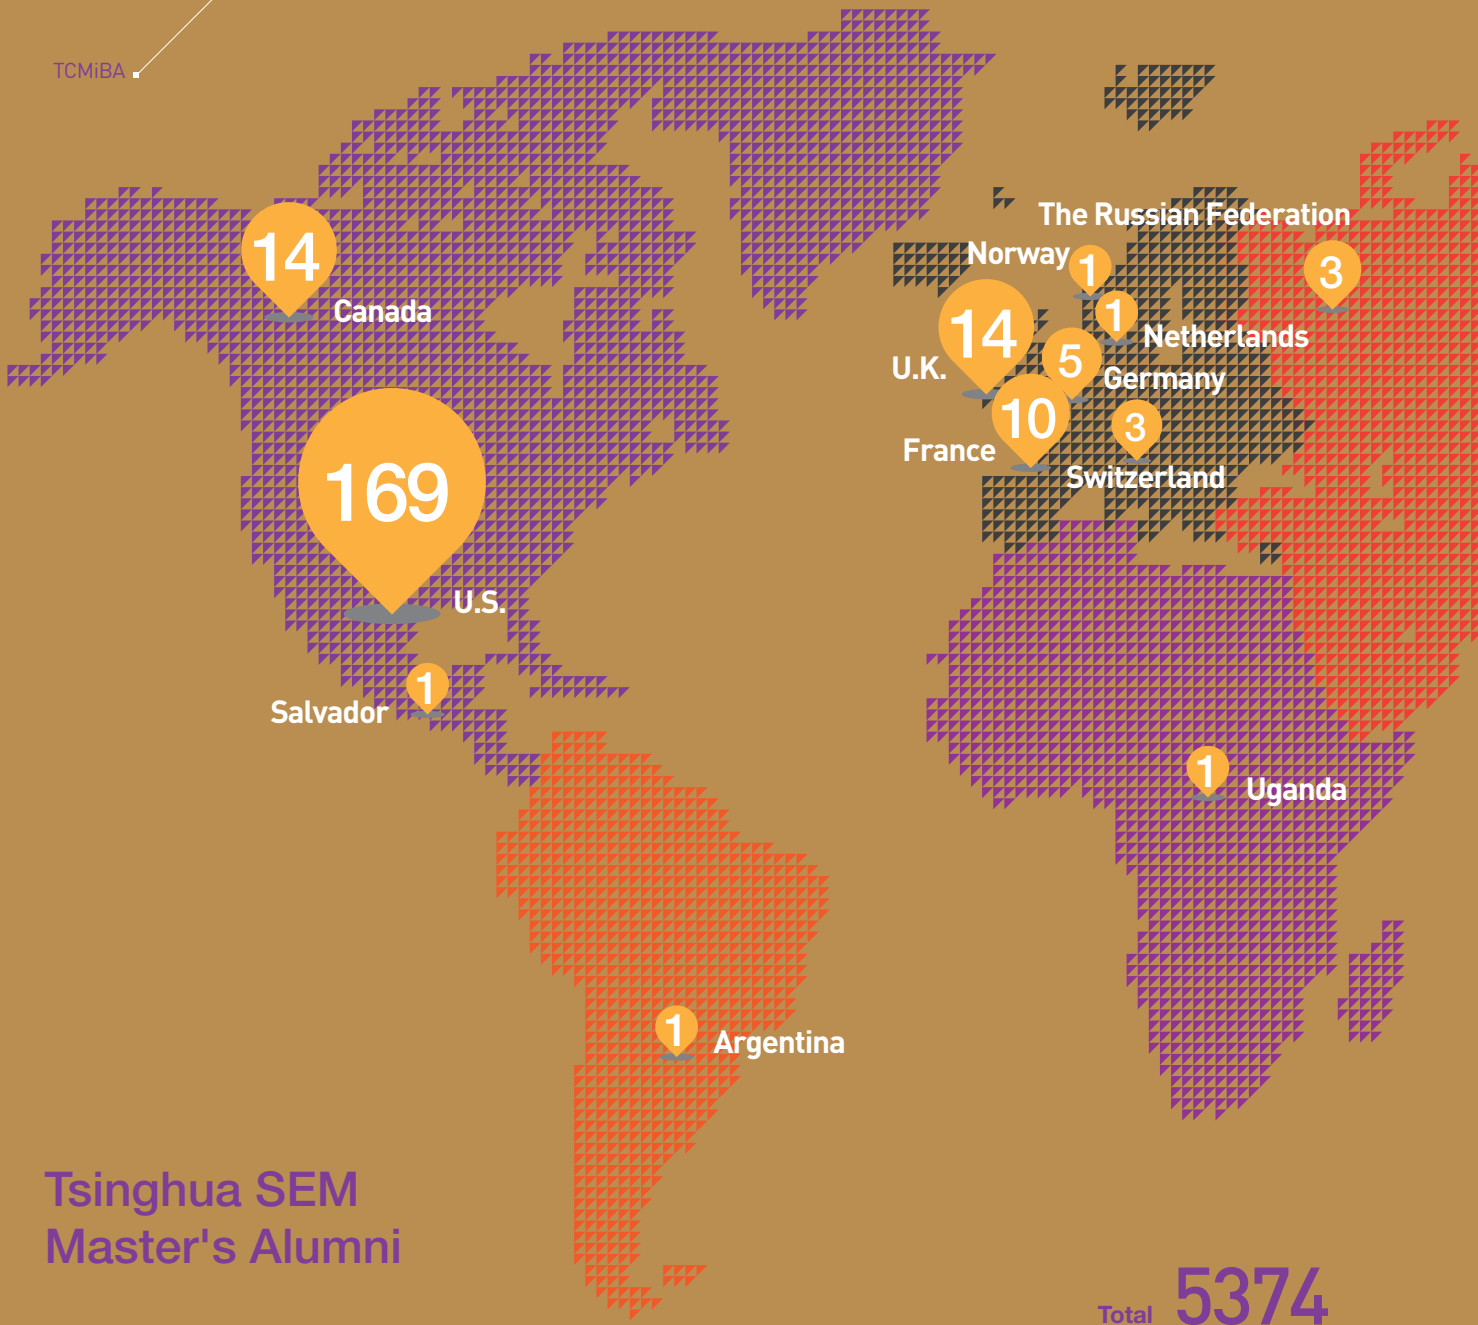 TCMiBA
The Russian Federation
3
Norway
1
14
Canada
14
U.K.
1
Netherlands
5
Germany
10
France
3
Switzerland
169
U.S.
1
Salvador
1
Uganda
1
Argentina
Tsinghua SEM
Master's Alumni
Total 5374